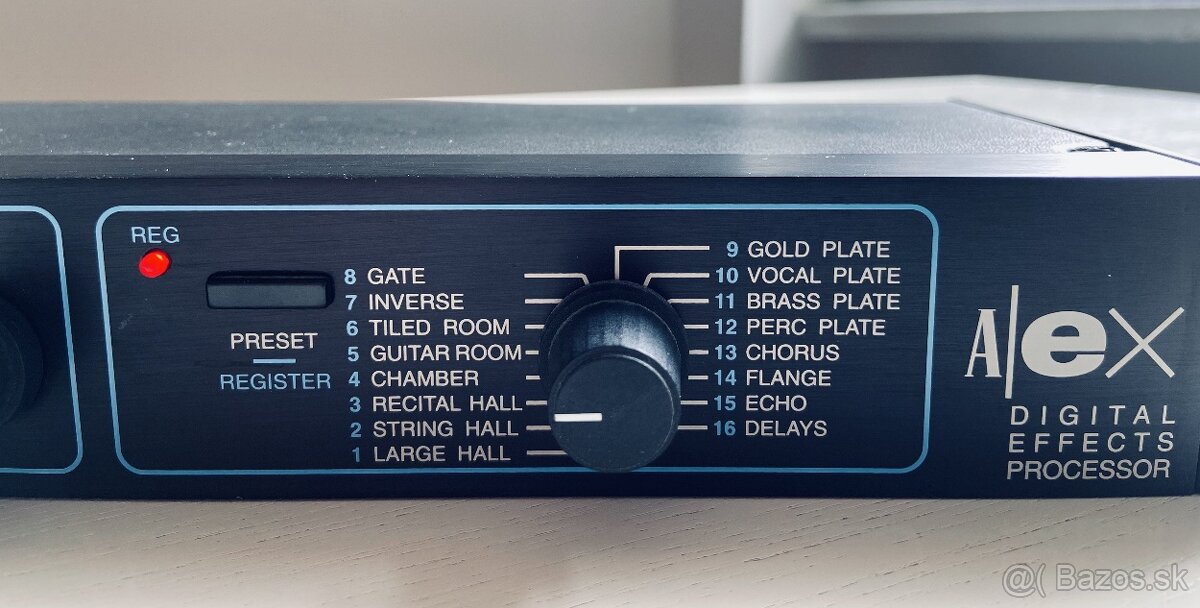 REG
PRESET
REGISTER
8 GATE
7 INVERSE
6 TILED ROOM
5 GUITAR ROOM
4 CHAMBER
3 RECITAL HALL
2 STRING HALL
1 LARGE HALL
9 GOLD PLATE
10 VOCAL PLATE
11 BRASS PLATE
12 PERC PLATE
13 CHORUS
14 FLANGE
15 ECHO
16 DELAYS
Alex
DIGITAL
EFFECTS
PROCESSOR
@( Bazos.sk